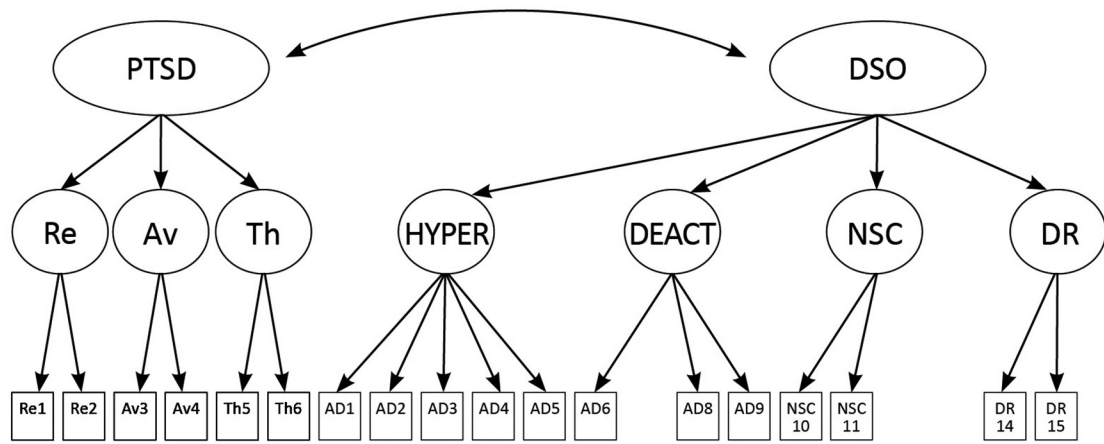 PTSD
DSO
Re
Av
Th
HYPER
DEACT
NSC
DR
Re1
Re2
Av3
Av4
Th5
Th6
AD1
AD2
AD3
AD4
AD5
AD6
AD8
AD9
NSC
10
NSC
11
DR
14
DR
15